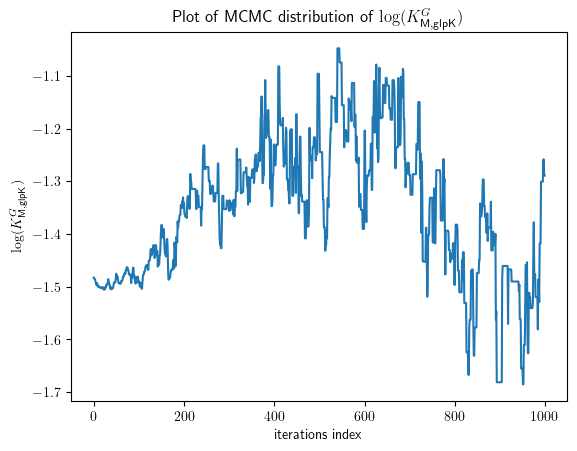 Plot of MCMC distribution of log(K^G_{M,glpK})
log(K^G_{M,glpK})
−1.1
−1.2
−1.3
−1.4
−1.5
−1.6
−1.7
0 200 400 600 800 1000
iterations index